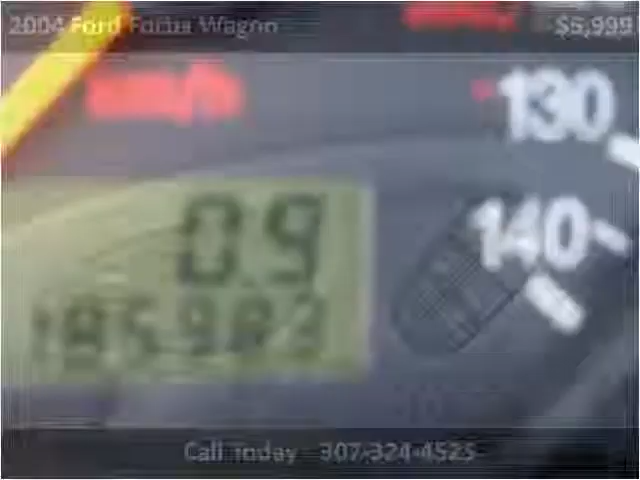 2004 Ford Focus Wagon $5,999
km/h
130
140
0.9
Call Today 307-324-4525